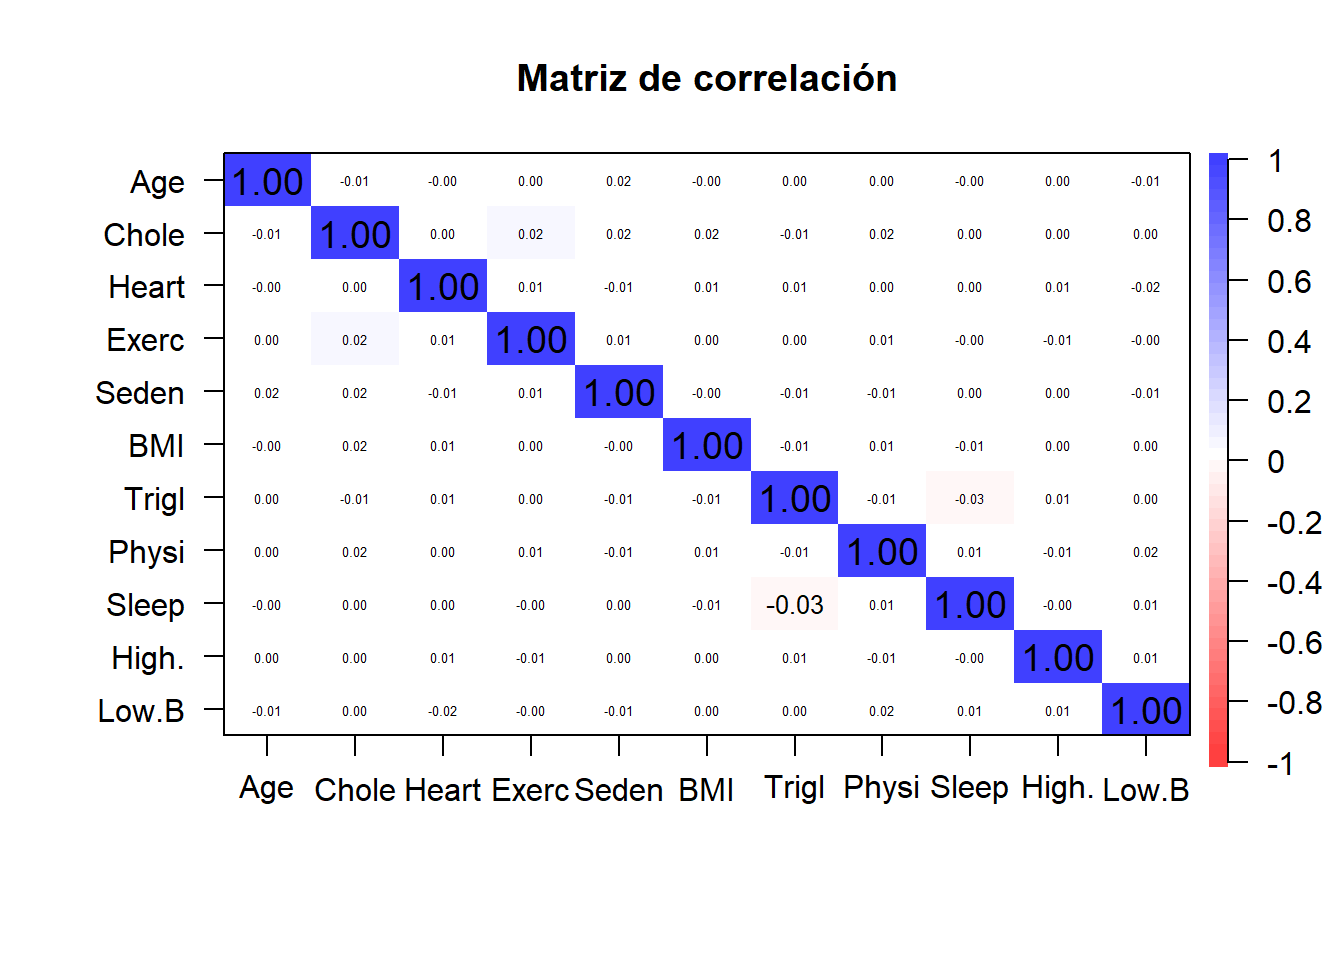 Matriz de correlación
Age 1.00 -0.01 -0.00 0.00 0.02 -0.00 0.00 0.00 -0.00 0.00 -0.01
Chole -0.01 1.00 0.00 0.02 0.02 0.02 -0.01 0.02 0.00 0.00 0.00
Heart -0.00 0.00 1.00 0.01 -0.01 0.01 0.01 0.00 0.00 0.01 -0.02
Exerc 0.00 0.02 0.01 1.00 0.01 0.00 0.00 0.01 -0.00 -0.01 -0.00
Seden 0.02 0.02 -0.01 0.01 1.00 -0.00 -0.01 -0.01 0.00 0.00 -0.01
BMI -0.00 0.02 0.01 0.00 -0.00 1.00 -0.01 0.01 -0.01 0.00 0.00
Trigl 0.00 -0.01 0.01 0.00 -0.01 -0.01 1.00 -0.01 -0.03 0.01 0.00
Physi 0.00 0.02 0.00 0.01 -0.01 0.01 -0.01 1.00 0.01 -0.01 0.02
Sleep -0.00 0.00 0.00 -0.00 0.00 -0.01 -0.03 0.01 1.00 -0.00 0.01
High. 0.00 0.00 0.01 -0.01 0.00 0.00 0.01 -0.01 -0.00 1.00 0.01
Low.B -0.01 0.00 -0.02 -0.00 -0.01 0.00 0.00 0.02 0.01 0.01 1.00
Age Chole Heart Exerc Seden BMI Trigl Physi Sleep High. Low.B
1
0.8
0.6
0.4
0.2
0
-0.2
-0.4
-0.6
-0.8
-1